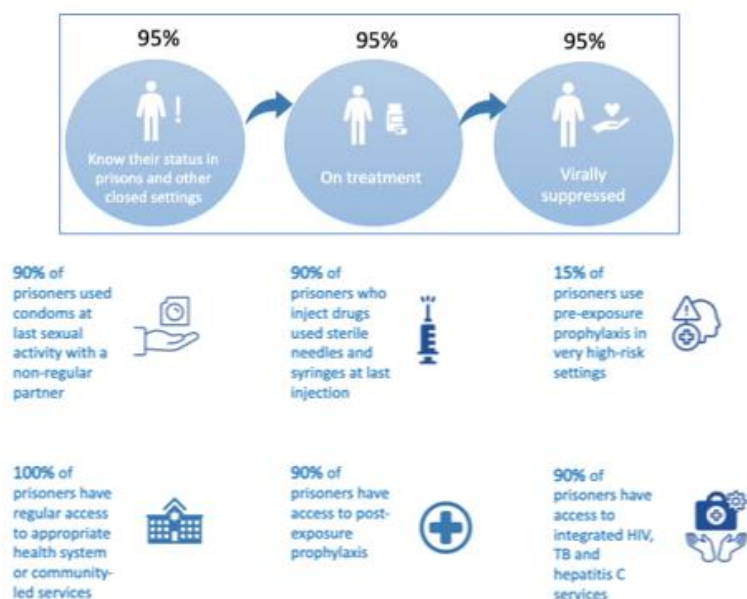 95%
95%
95%
Know their status in
prisons and other
closed settings
On treatment
Virally
suppressed
90% of
prisoners used
condoms at
last sexual
activity with a
non-regular
partner
90% of
prisoners who
inject drugs
used sterile
needles and
syringes at last
injection
15% of
prisoners use
pre-exposure
prophylaxis in
very high-risk
settings
100% of
prisoners have
regular access
to appropriate
health system
or community-
led services
90% of
prisoners have
access to post-
exposure
prophylaxis
90% of
prisoners have
access to
integrated HIV,
TB and
hepatitis C
services